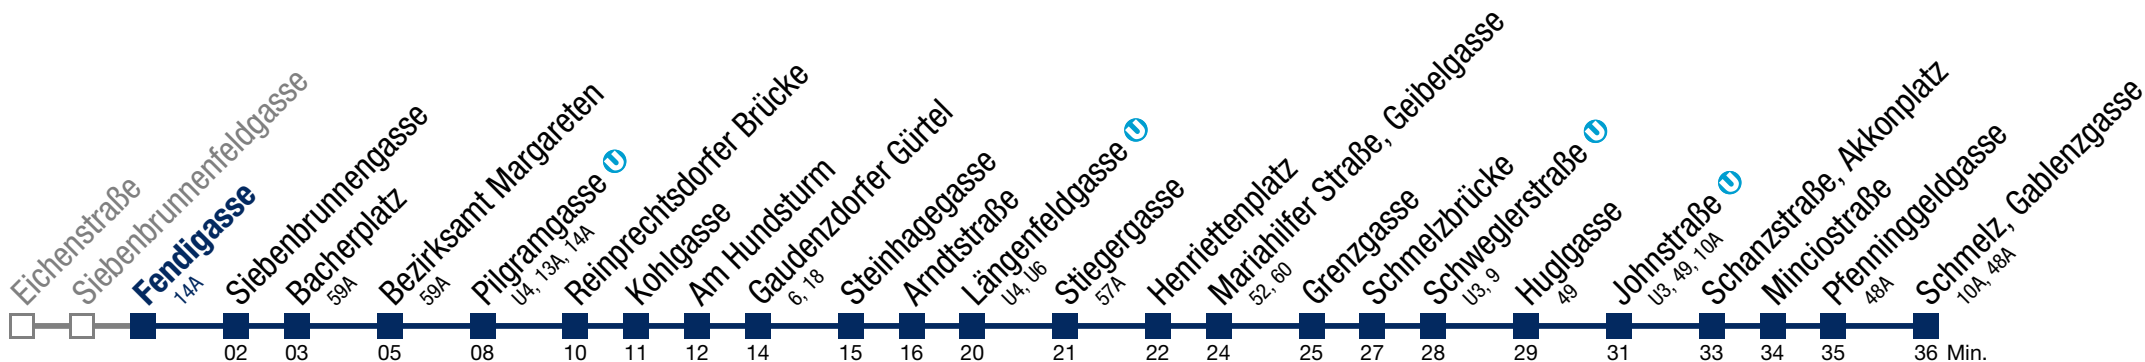 Eichenstraße
Siebenbrunnenfeldgasse
Fendigasse
14A
Siebenbrunnengasse
Bacherplatz
59A
Bezirksamt Margareten
59A
Pilgramgasse U
U4, 13A, 14A
Reinprechtsdorfer Brücke
Kohlgasse
Am Hundsturm
Gaudenzdorfer Gürtel
6, 18
Steinhagegasse
Arndtstraße
Längenfeldgasse U
U4, U6
Stiegergasse
57A
Henriettenplatz
Mariahilfer Straße, Geibelgasse
52, 60
Grenzgasse
Schmelzbrücke
Schweglerstraße U
U3, 9
Huglgasse
49
Johnstraße U
U3, 49, 10A
Schanzstraße, Akkonplatz
Minciostraße
Pfenninggeldgasse
48A
Schmelz, Gablenzgasse
10A, 48A
02 03 05 08 10 11 12 14 15 16 20 21 22 24 25 27 28 29 31 33 34 35 36 Min.